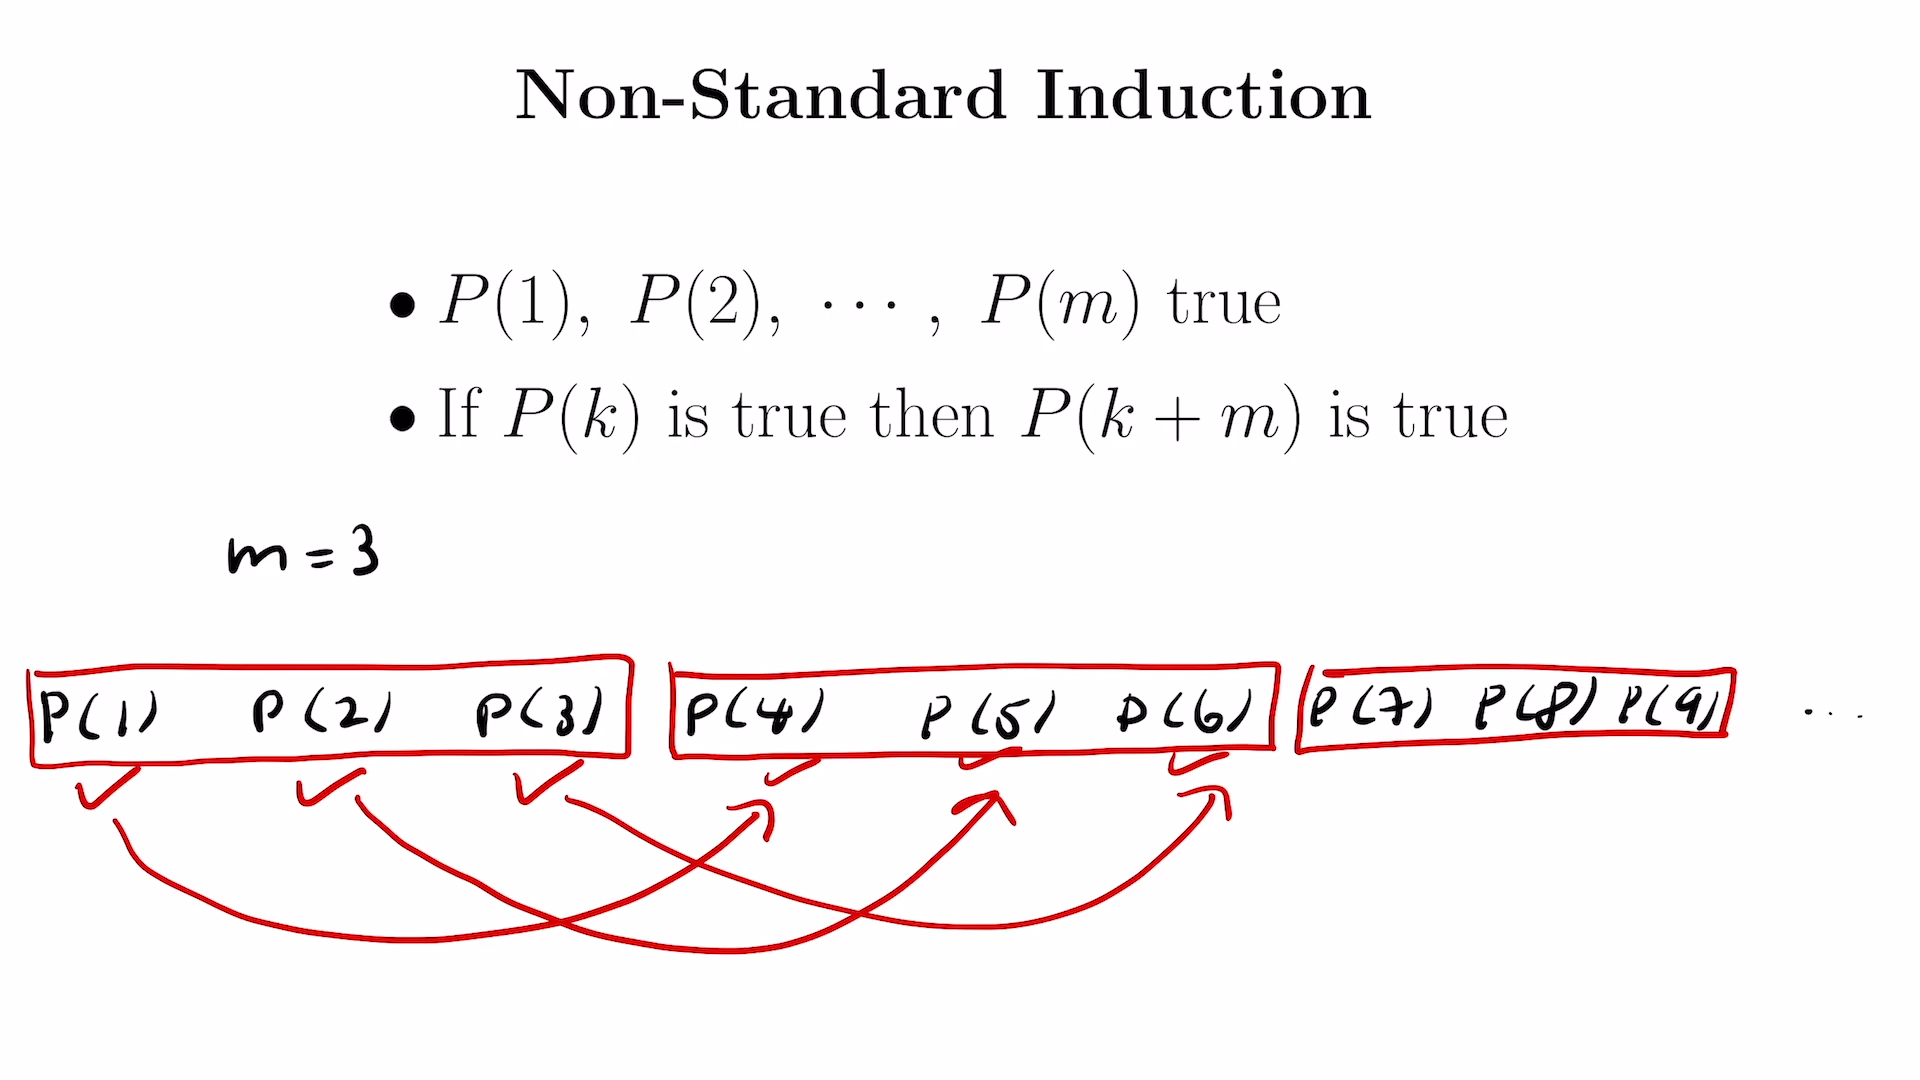 Non-Standard Induction
• P(1), P(2), ··· , P(m) true
• If P(k) is true then P(k + m) is true
m = 3
P(1) P(2) P(3) P(4) P(5) P(6) P(7) P(8) P(9) ...